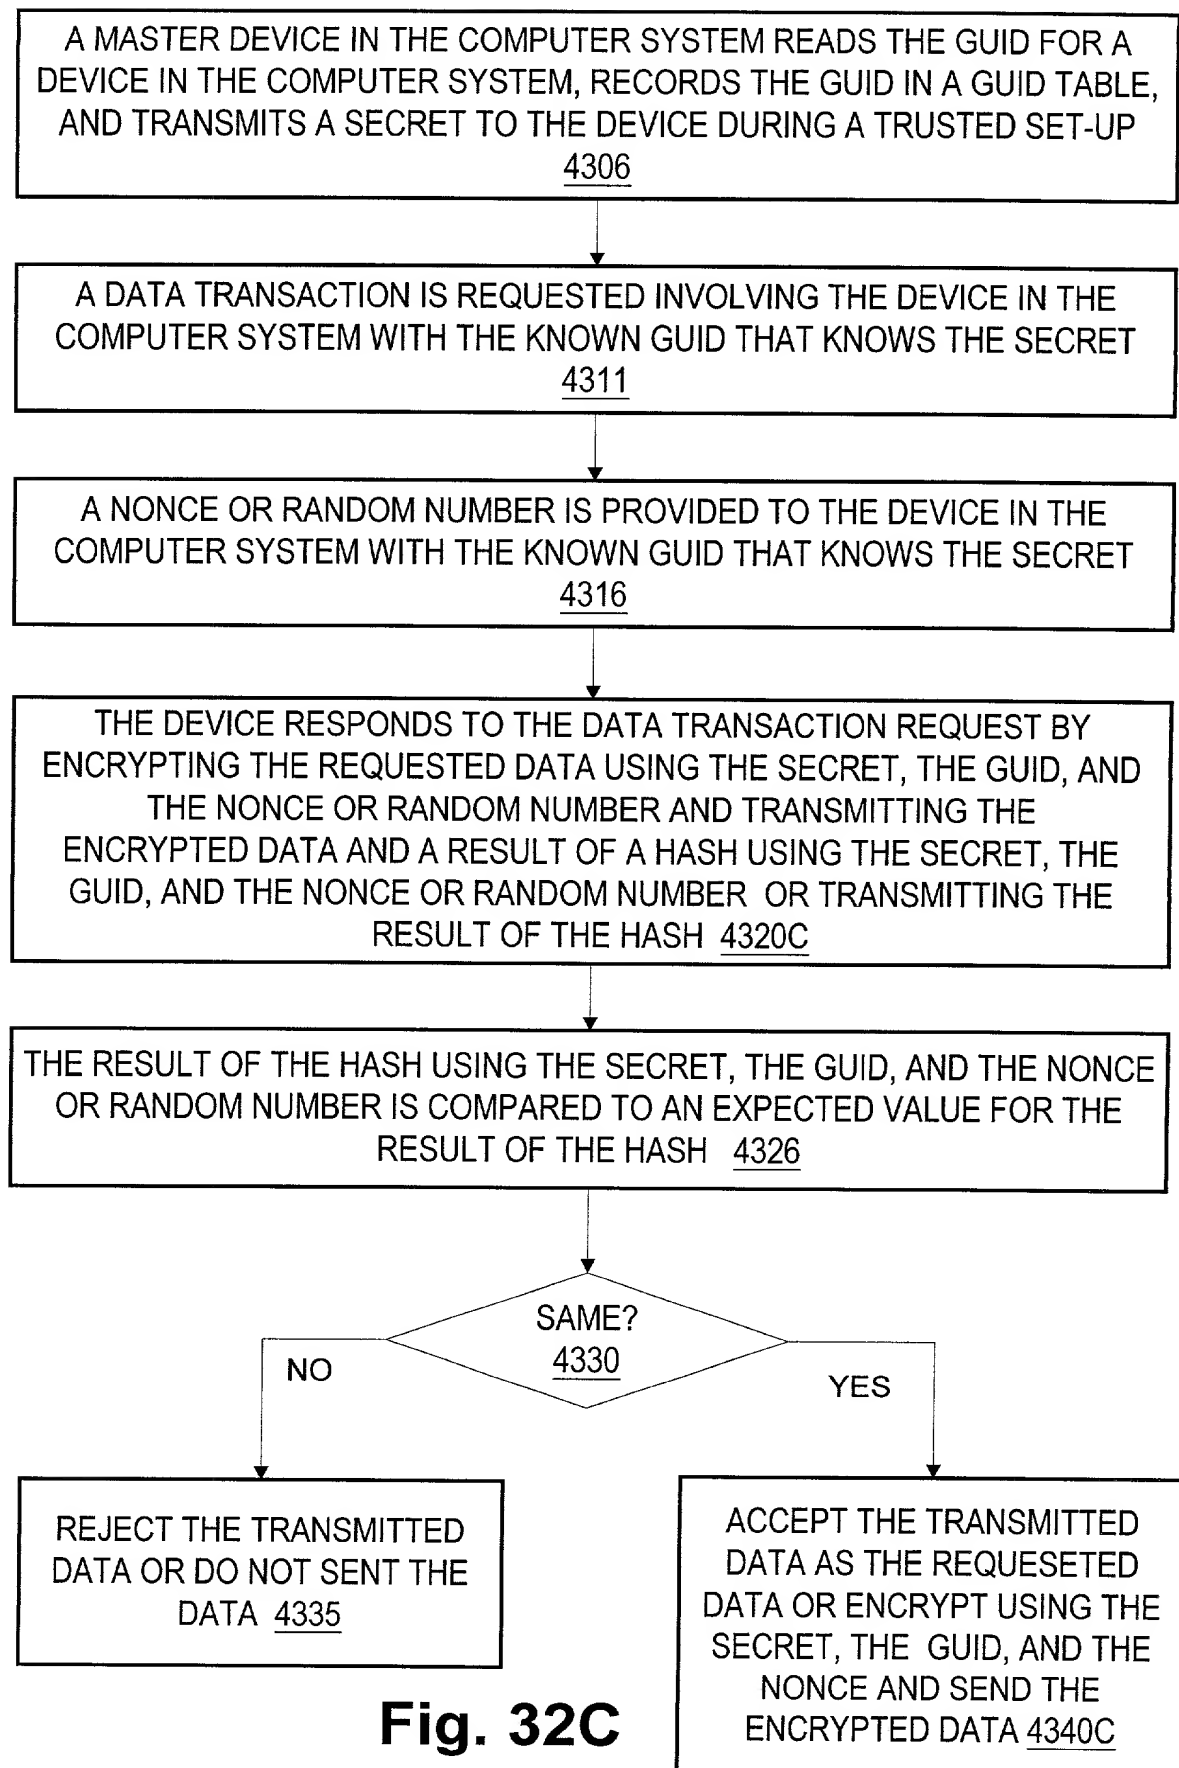 A MASTER DEVICE IN THE COMPUTER SYSTEM READS THE GUID FOR A
DEVICE IN THE COMPUTER SYSTEM, RECORDS THE GUID IN A GUID TABLE,
AND TRANSMITS A SECRET TO THE DEVICE DURING A TRUSTED SET-UP
4306
A DATA TRANSACTION IS REQUESTED INVOLVING THE DEVICE IN THE
COMPUTER SYSTEM WITH THE KNOWN GUID THAT KNOWS THE SECRET
4311
A NONCE OR RANDOM NUMBER IS PROVIDED TO THE DEVICE IN THE
COMPUTER SYSTEM WITH THE KNOWN GUID THAT KNOWS THE SECRET
4316
THE DEVICE RESPONDS TO THE DATA TRANSACTION REQUEST BY
ENCRYPTING THE REQUESTED DATA USING THE SECRET, THE GUID, AND
THE NONCE OR RANDOM NUMBER AND TRANSMITTING THE
ENCRYPTED DATA AND A RESULT OF A HASH USING THE SECRET, THE
GUID, AND THE NONCE OR RANDOM NUMBER OR TRANSMITTING THE
RESULT OF THE HASH 4320C
THE RESULT OF THE HASH USING THE SECRET, THE GUID, AND THE NONCE
OR RANDOM NUMBER IS COMPARED TO AN EXPECTED VALUE FOR THE
RESULT OF THE HASH 4326
SAME?
4330
NO
YES
REJECT THE TRANSMITTED
DATA OR DO NOT SENT THE
DATA 4335
ACCEPT THE TRANSMITTED
DATA AS THE REQUESETED
DATA OR ENCRYPT USING THE
SECRET, THE GUID, AND THE
NONCE AND SEND THE
ENCRYPTED DATA 4340C
Fig. 32C